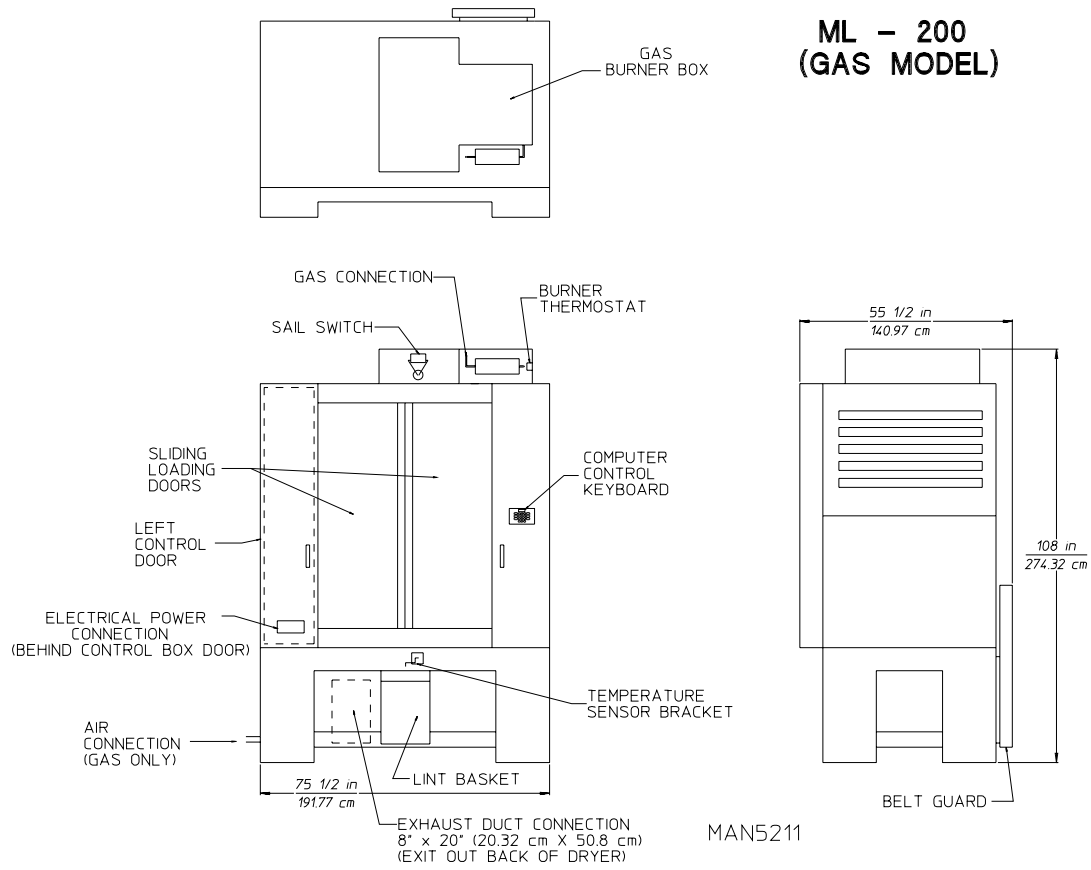 ML - 200
(GAS MODEL)
GAS
BURNER BOX
GAS CONNECTION
BURNER
THERMOSTAT
SAIL SWITCH
55 1/2 in
140.97 cm
SLIDING
LOADING
DOORS
COMPUTER
CONTROL
KEYBOARD
LEFT
CONTROL
DOOR
108 in
274.32 cm
ELECTRICAL POWER
CONNECTION
(BEHIND CONTROL BOX DOOR)
TEMPERATURE
SENSOR BRACKET
AIR
CONNECTION
(GAS ONLY)
LINT BASKET
75 1/2 in
191.77 cm
BELT GUARD
EXHAUST DUCT CONNECTION
8" x 20" (20.32 cm X 50.8 cm)
(EXIT OUT BACK OF DRYER)
MAN5211